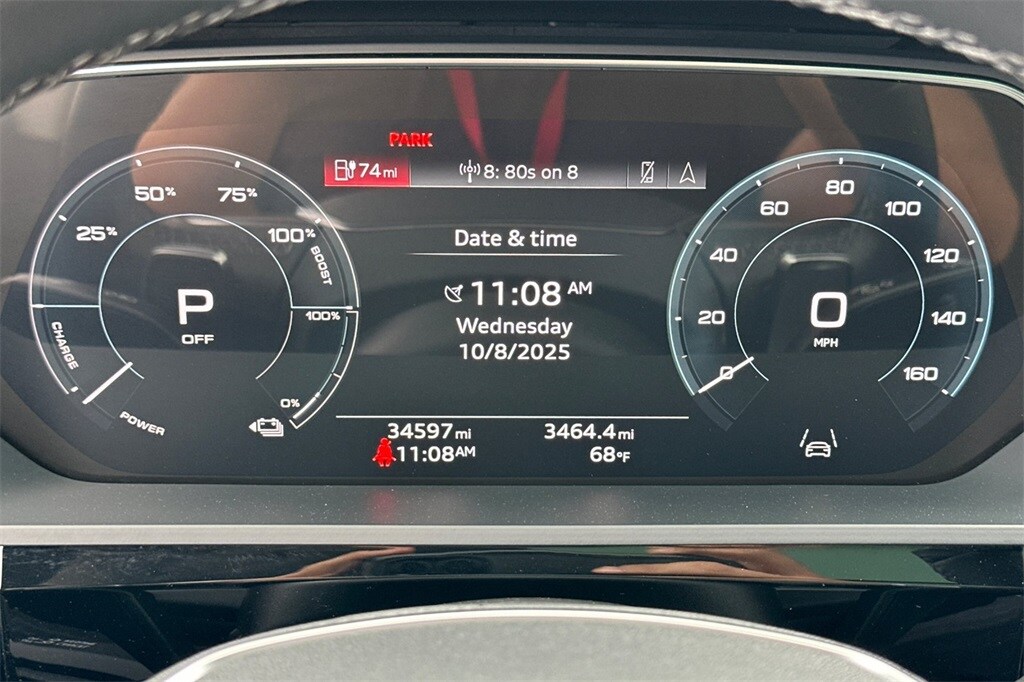 PARK
74 mi
8: 80s on 8
25%
50%
75%
100%
BOOST
100%
0%
CHARGE
POWER
P
OFF
Date & time
11:08 AM
Wednesday
10/8/2025
34597 mi
3464.4 mi
11:08 AM
68 °F
0
20
40
60
80
100
120
140
160
0
MPH